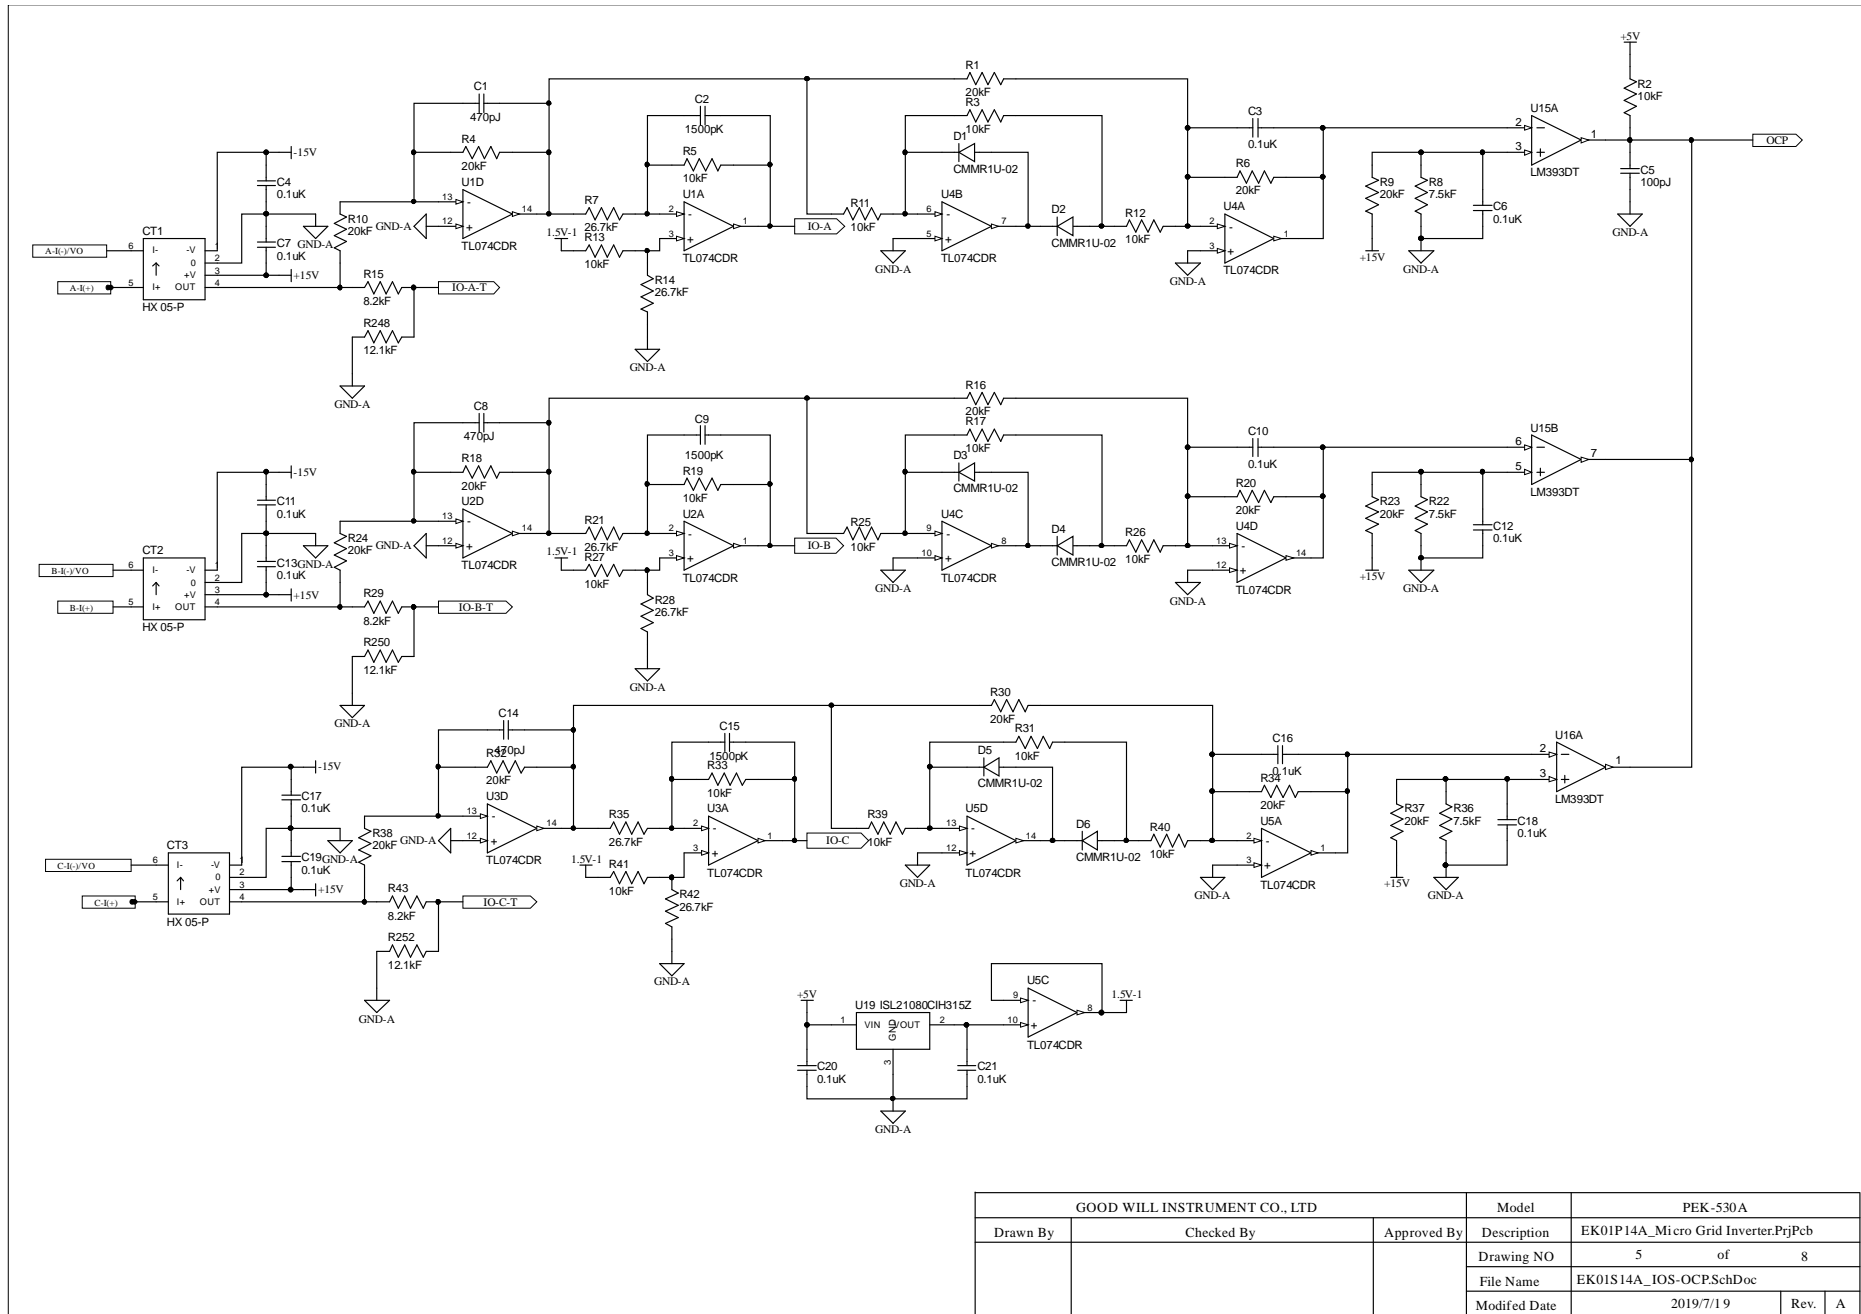 +5V
R1
20kF
R2
10kF
C1
470pJ
C2
1500pK
R3
10kF
C3
0.1uK
U15A
2
3
1
LM393DT
OCP
R4
20kF
R5
10kF
D1
CMMR1U-02
R6
20kF
-15V
C4
0.1uK
R9
20kF
R8
7.5kF
C6
0.1uK
C5
100pJ
GND-A
U1D
13
12
14
TL074CDR
GND-A
R7
26.7kF
U1A
2
3
1
TL074CDR
IO-A
R11
10kF
U4B
6
5
7
TL074CDR
GND-A
D2
CMMR1U-02
R12
10kF
U4A
2
3
1
TL074CDR
GND-A
+15V
GND-A
R10
20kF
1.5V-1
R13
10kF
R14
26.7kF
GND-A
CT1
A-I(-)/VO
6
I-
-V
1
0
2
+V
3
A-I(+)
5
I+
OUT
4
HX 05-P
GND-A
C7
0.1uK
+15V
R15
8.2kF
IO-A-T
R248
12.1kF
GND-A
C8
470pJ
C9
1500pK
R16
20kF
R17
10kF
C10
0.1uK
U15B
6
5
7
LM393DT
R18
20kF
R19
10kF
D3
CMMR1U-02
R20
20kF
-15V
C11
0.1uK
R23
20kF
R22
7.5kF
C12
0.1uK
U2D
13
12
14
TL074CDR
GND-A
R21
26.7kF
U2A
2
3
1
TL074CDR
IO-B
R25
10kF
U4C
9
10
8
TL074CDR
GND-A
D4
CMMR1U-02
R26
10kF
U4D
13
12
14
TL074CDR
GND-A
+15V
GND-A
R24
20kF
1.5V-1
R27
10kF
R28
26.7kF
GND-A
CT2
B-I(-)/VO
6
I-
-V
1
0
2
+V
3
B-I(+)
5
I+
OUT
4
HX 05-P
C13
0.1uK
GND-A
+15V
R29
8.2kF
IO-B-T
R250
12.1kF
GND-A
C14
470pJ
C15
1500pK
R30
20kF
R31
10kF
C16
0.1uK
U16A
2
3
1
LM393DT
R32
20kF
R33
10kF
D5
CMMR1U-02
R34
20kF
-15V
C17
0.1uK
R37
20kF
R36
7.5kF
C18
0.1uK
U3D
13
12
14
TL074CDR
GND-A
R35
26.7kF
U3A
2
3
1
TL074CDR
IO-C
R39
10kF
U5D
13
12
14
TL074CDR
GND-A
D6
CMMR1U-02
R40
10kF
U5A
2
3
1
TL074CDR
GND-A
+15V
GND-A
R38
20kF
1.5V-1
R41
10kF
R42
26.7kF
GND-A
CT3
C-I(-)/VO
6
I-
-V
1
0
2
+V
3
C-I(+)
5
I+
OUT
4
HX 05-P
C19
0.1uK
GND-A
+15V
R43
8.2kF
IO-C-T
R252
12.1kF
GND-A
+5V
U19 ISL21080CIH315Z
1
VIN
VOUT
GND
2
3
C20
0.1uK
C21
0.1uK
GND-A
U5C
9
10
8
TL074CDR
1.5V-1
GOOD WILL INSTRUMENT CO., LTD
Model
PEK-530A
Drawn By
Checked By
Approved By
Description
EK01P14A_Micro Grid Inverter.PrjPcb
Drawing NO
5 of 8
File Name
EK01S14A_IOS-OCP.SchDoc
Modifed Date
2019/7/19
Rev.
A